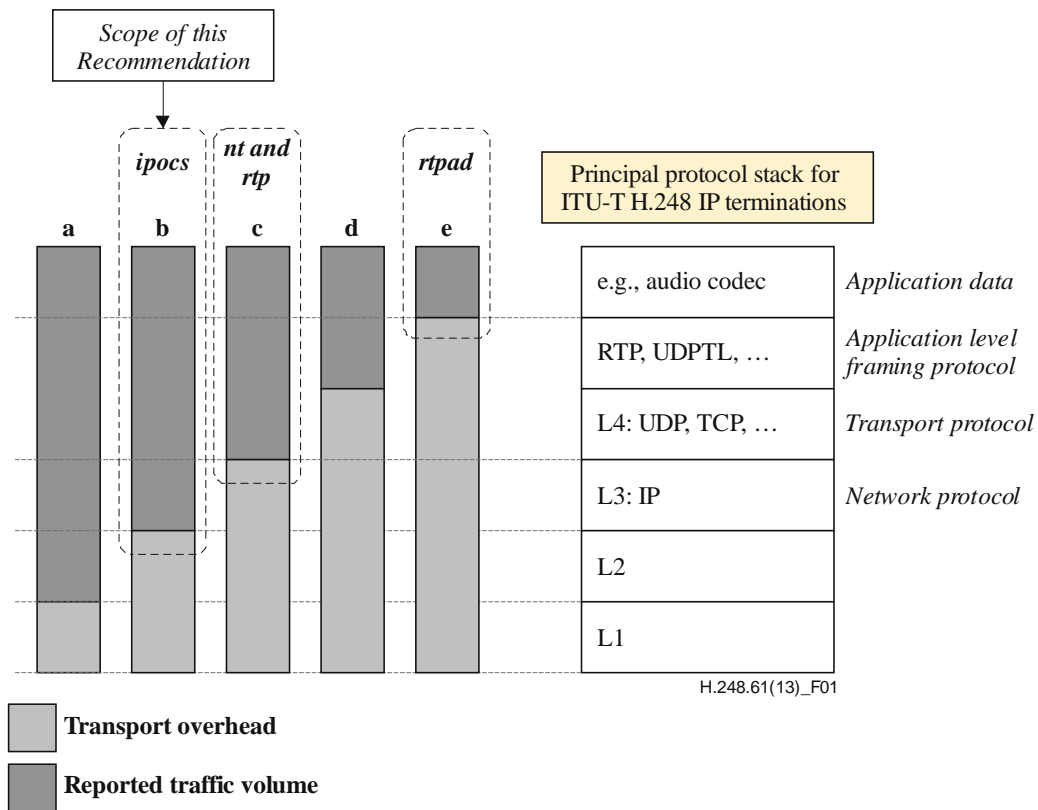 Scope of this
Recommendation
ipocs
nt and
rtp
rtpad
Principal protocol stack for
ITU-T H.248 IP terminations
a
b
c
d
e
e.g., audio codec
Application data
RTP, UDPTL, …
Application level
framing protocol
L4: UDP, TCP, …
Transport protocol
L3: IP
Network protocol
L2
L1
H.248.61(13)_F01
Transport overhead
Reported traffic volume